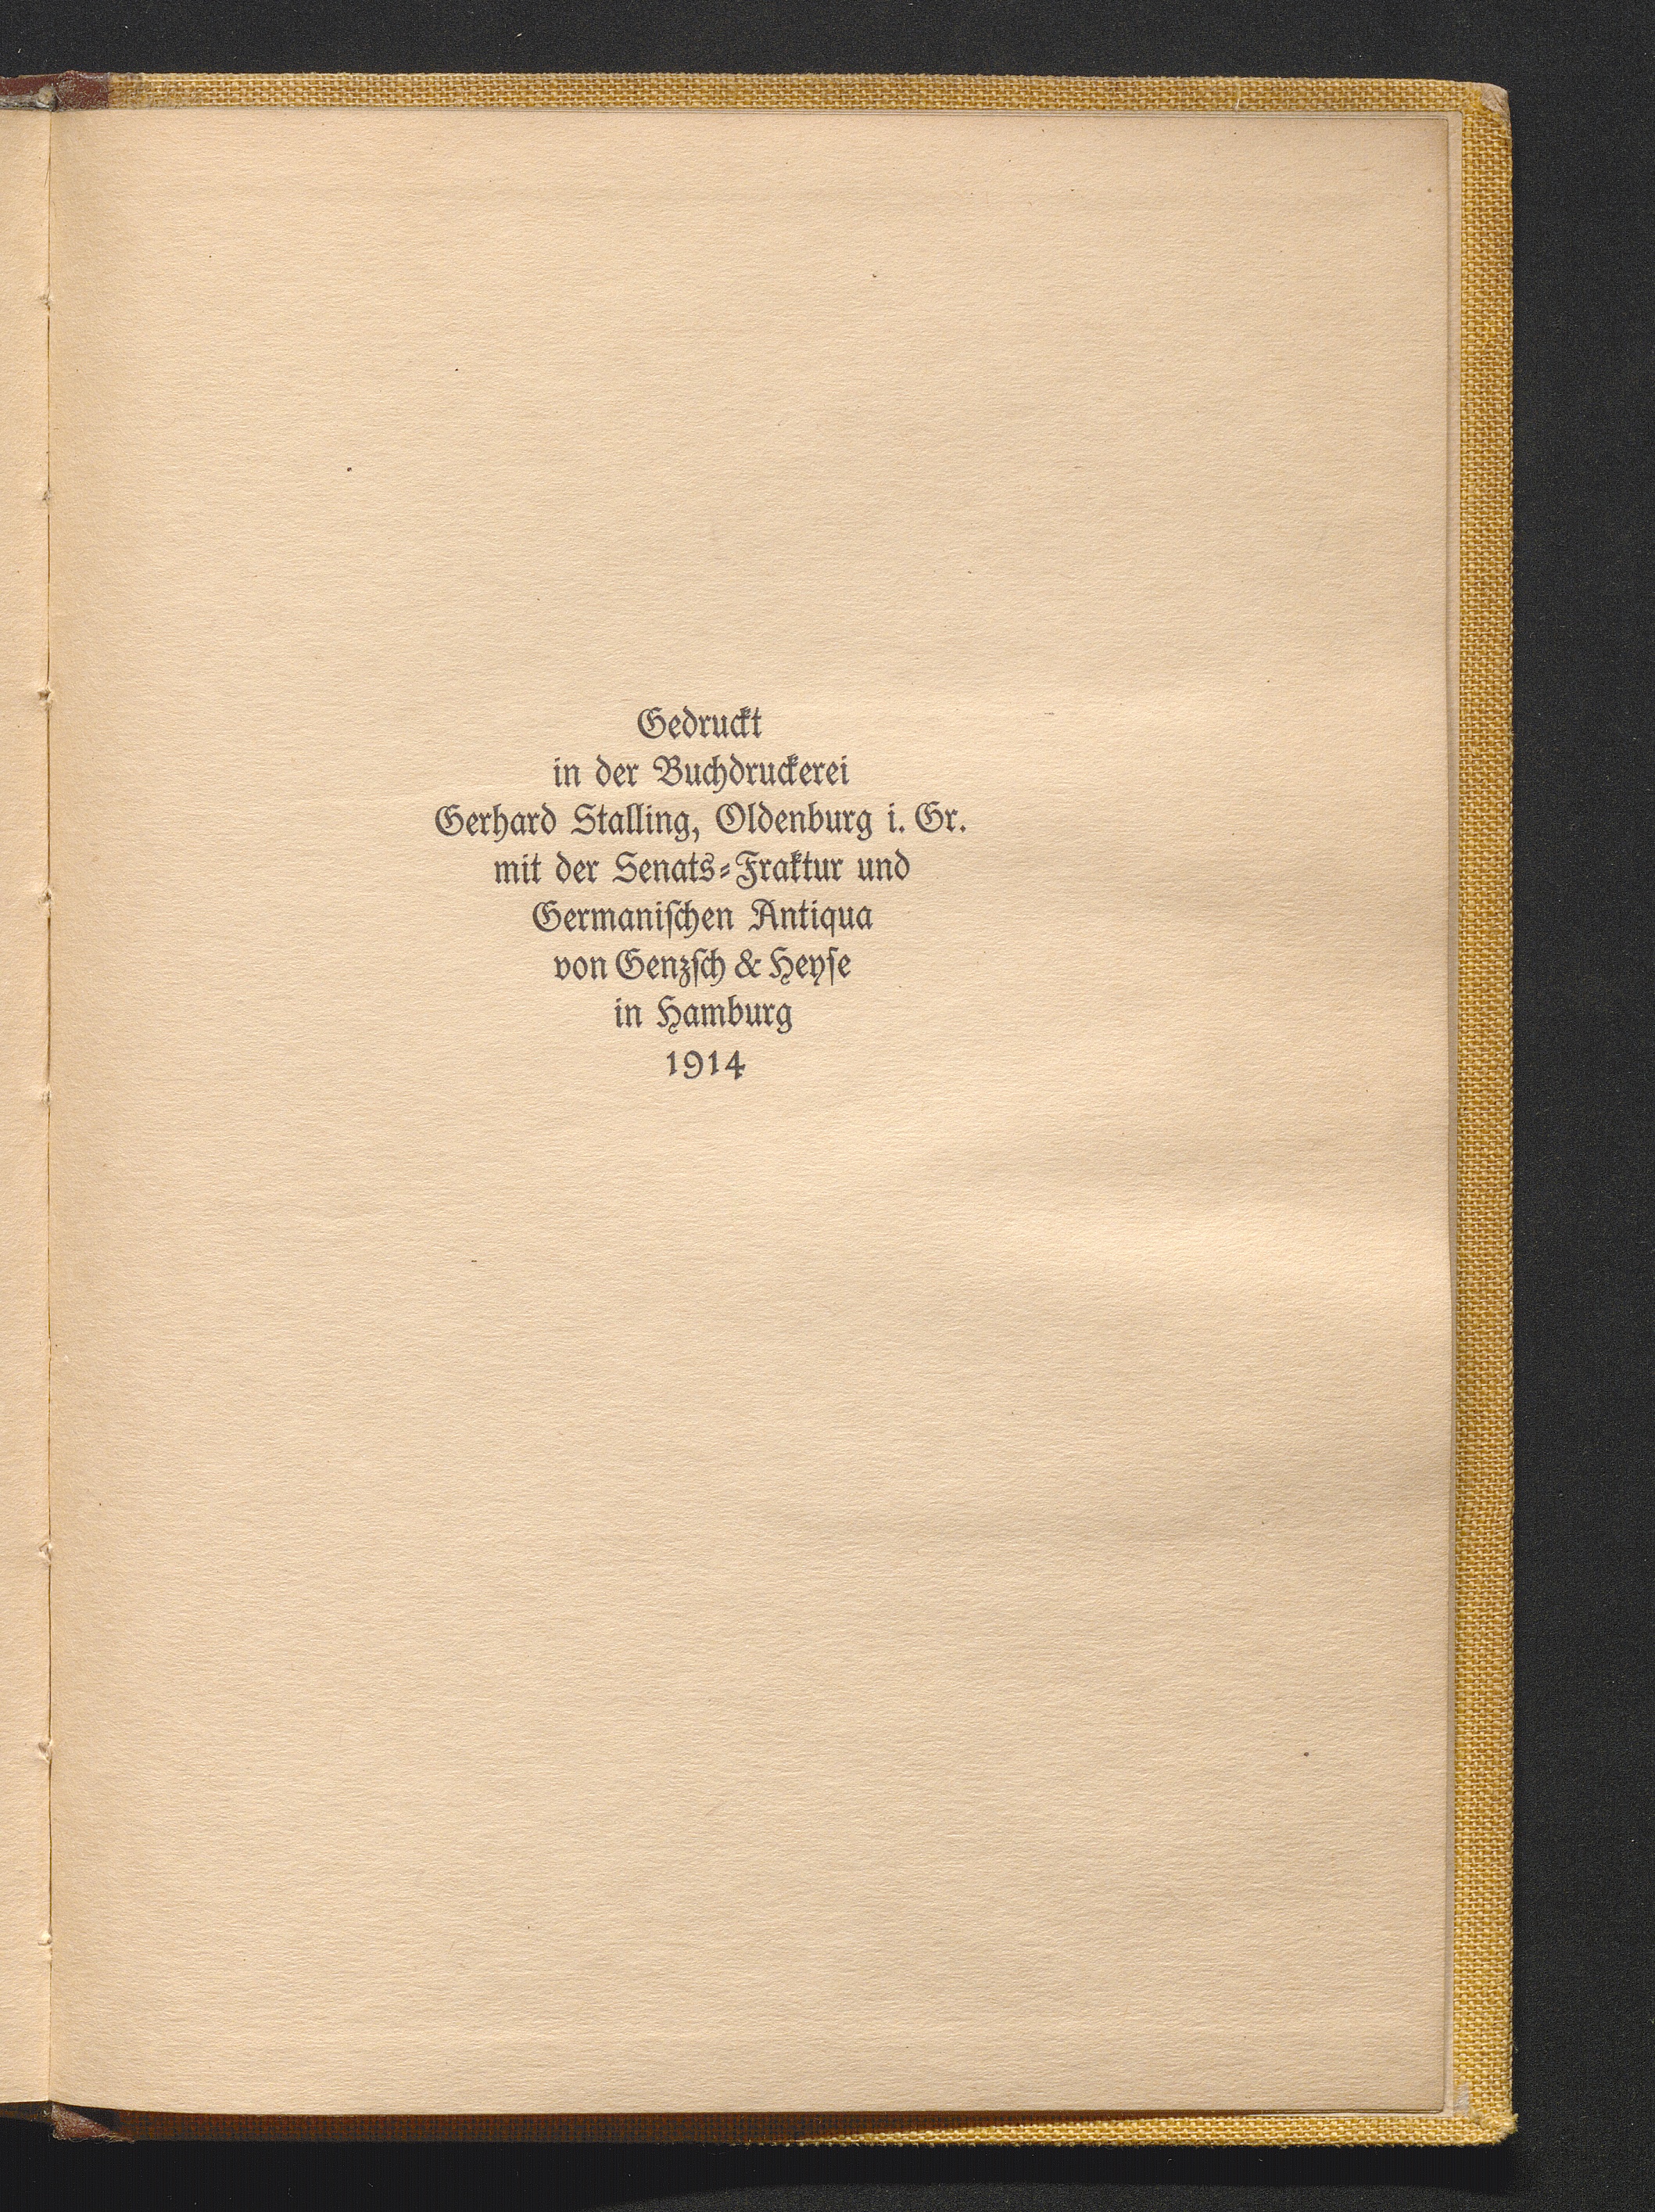 Gedruckt
in der Buchdruckerei
Gerhard Stalling, Oldenburg i. Gr.
mit der Senats-Fraktur und
Germaniſchen Antiqua
von Genzſch & Heyſe
in Hamburg
1914